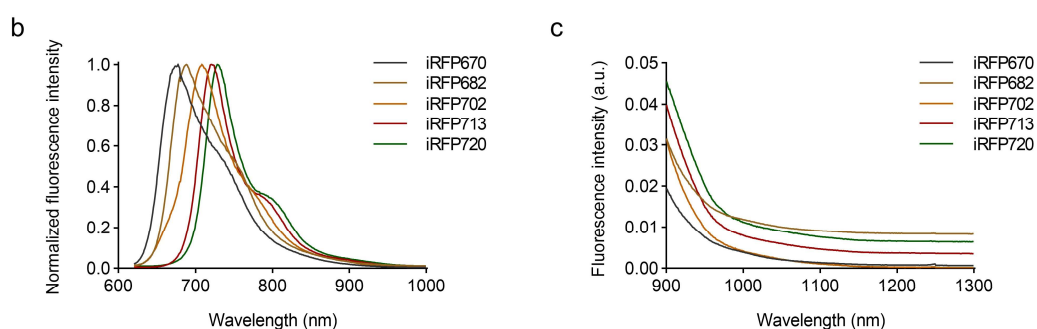 b
Normalized fluorescence intensity
1.0
0.8
0.6
0.4
0.2
0.0
600 700 800 900 1000
Wavelength (nm)
iRFP670
iRFP682
iRFP702
iRFP713
iRFP720
c
Fluorescence intensity (a.u.)
0.05
0.04
0.03
0.02
0.01
0.00
900 1000 1100 1200 1300
Wavelength (nm)
iRFP670
iRFP682
iRFP702
iRFP713
iRFP720